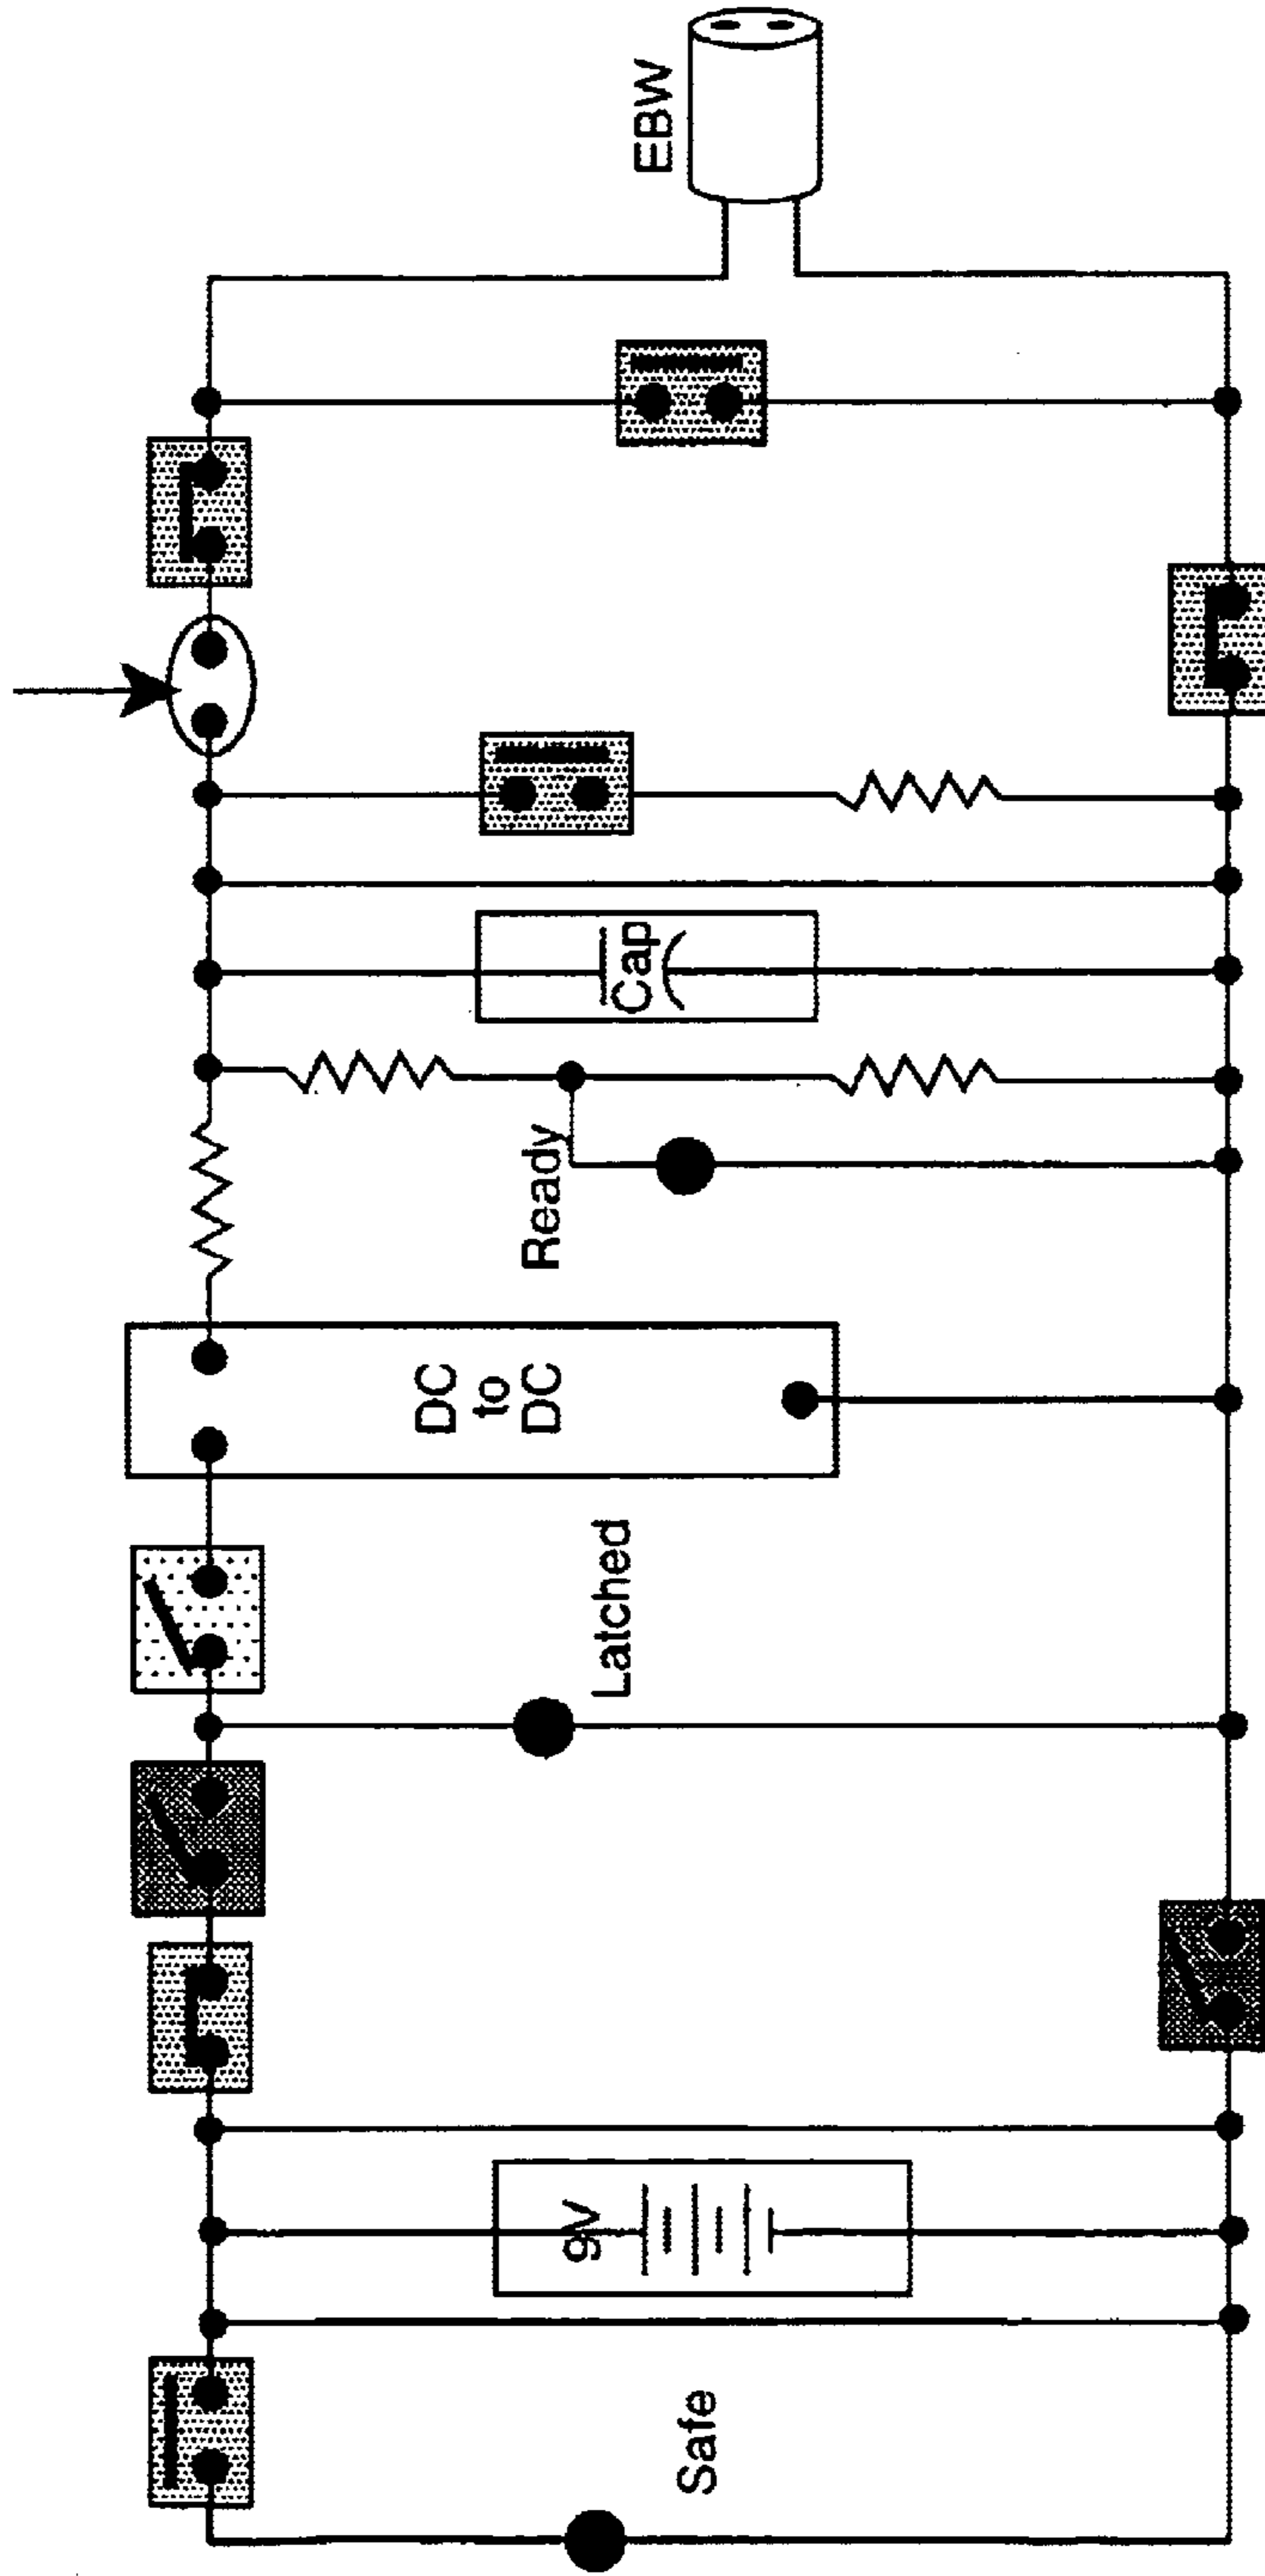 Safe
9V
Latched
DC
to
DC
Ready
Cap
EBW